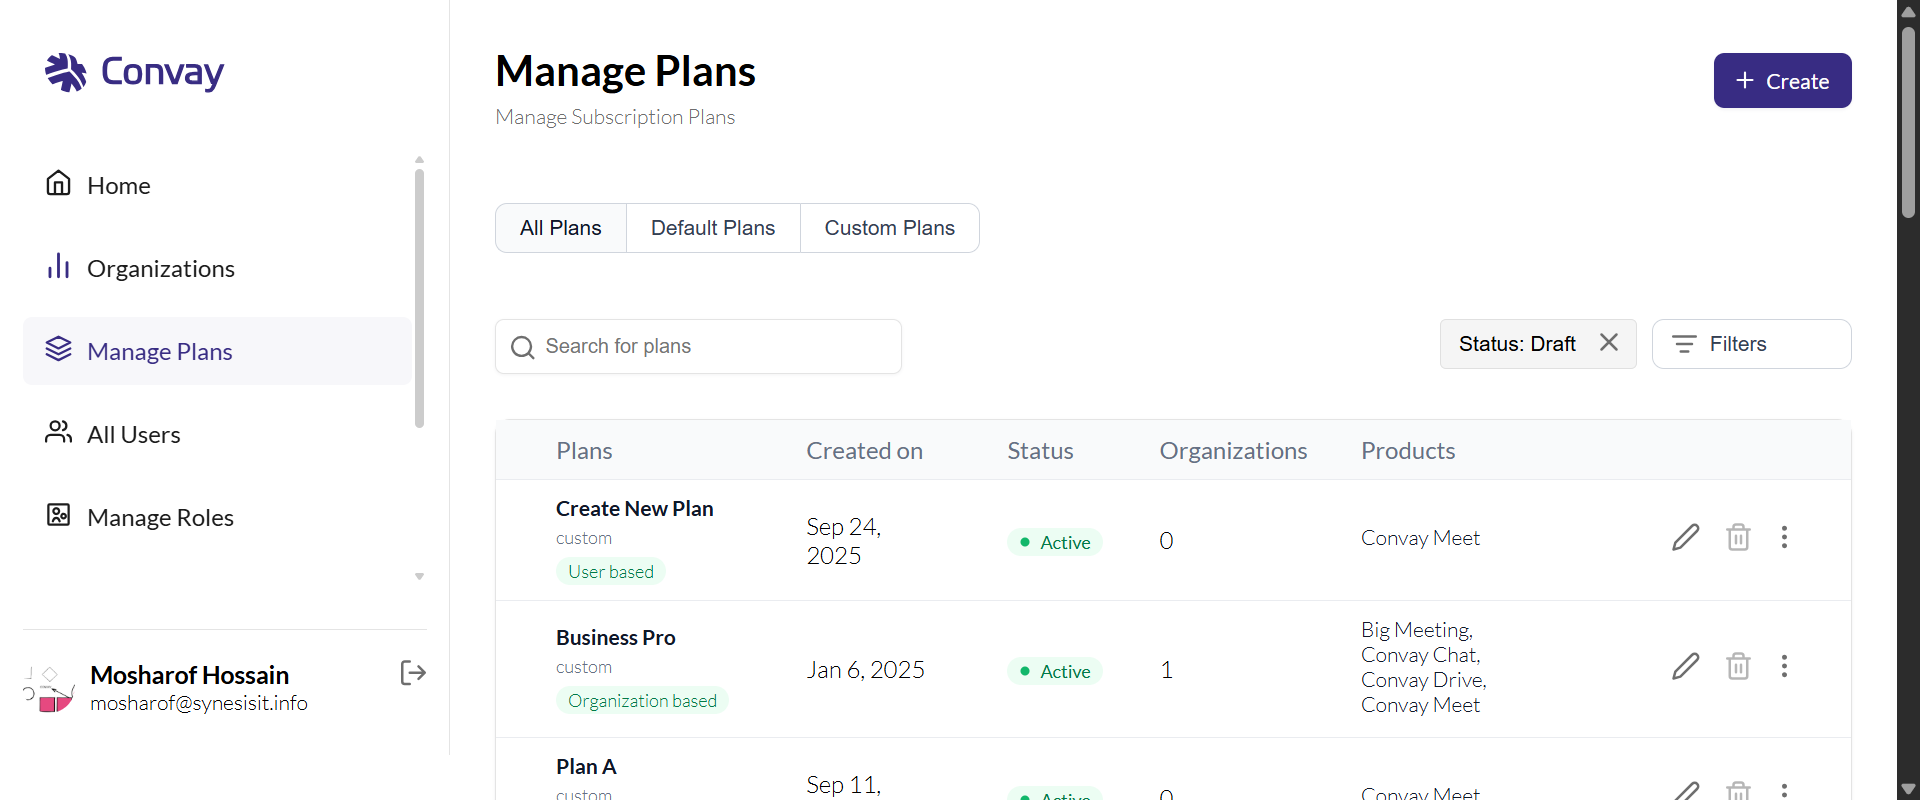 Convay
Home
Organizations
Manage Plans
All Users
Manage Roles
Mosharof Hossain
mosharof@synesisit.info
Manage Plans
Manage Subscription Plans
+ Create
All Plans
Default Plans
Custom Plans
Search for plans
Status: Draft
Filters
Plans
Created on
Status
Organizations
Products
Create New Plan
custom
User based
Sep 24,
2025
Active
0
Convay Meet
Business Pro
custom
Organization based
Jan 6, 2025
Active
1
Big Meeting,
Convay Chat,
Convay Drive,
Convay Meet
Plan A
custom
Sep 11,
Active
0
Convay Meet